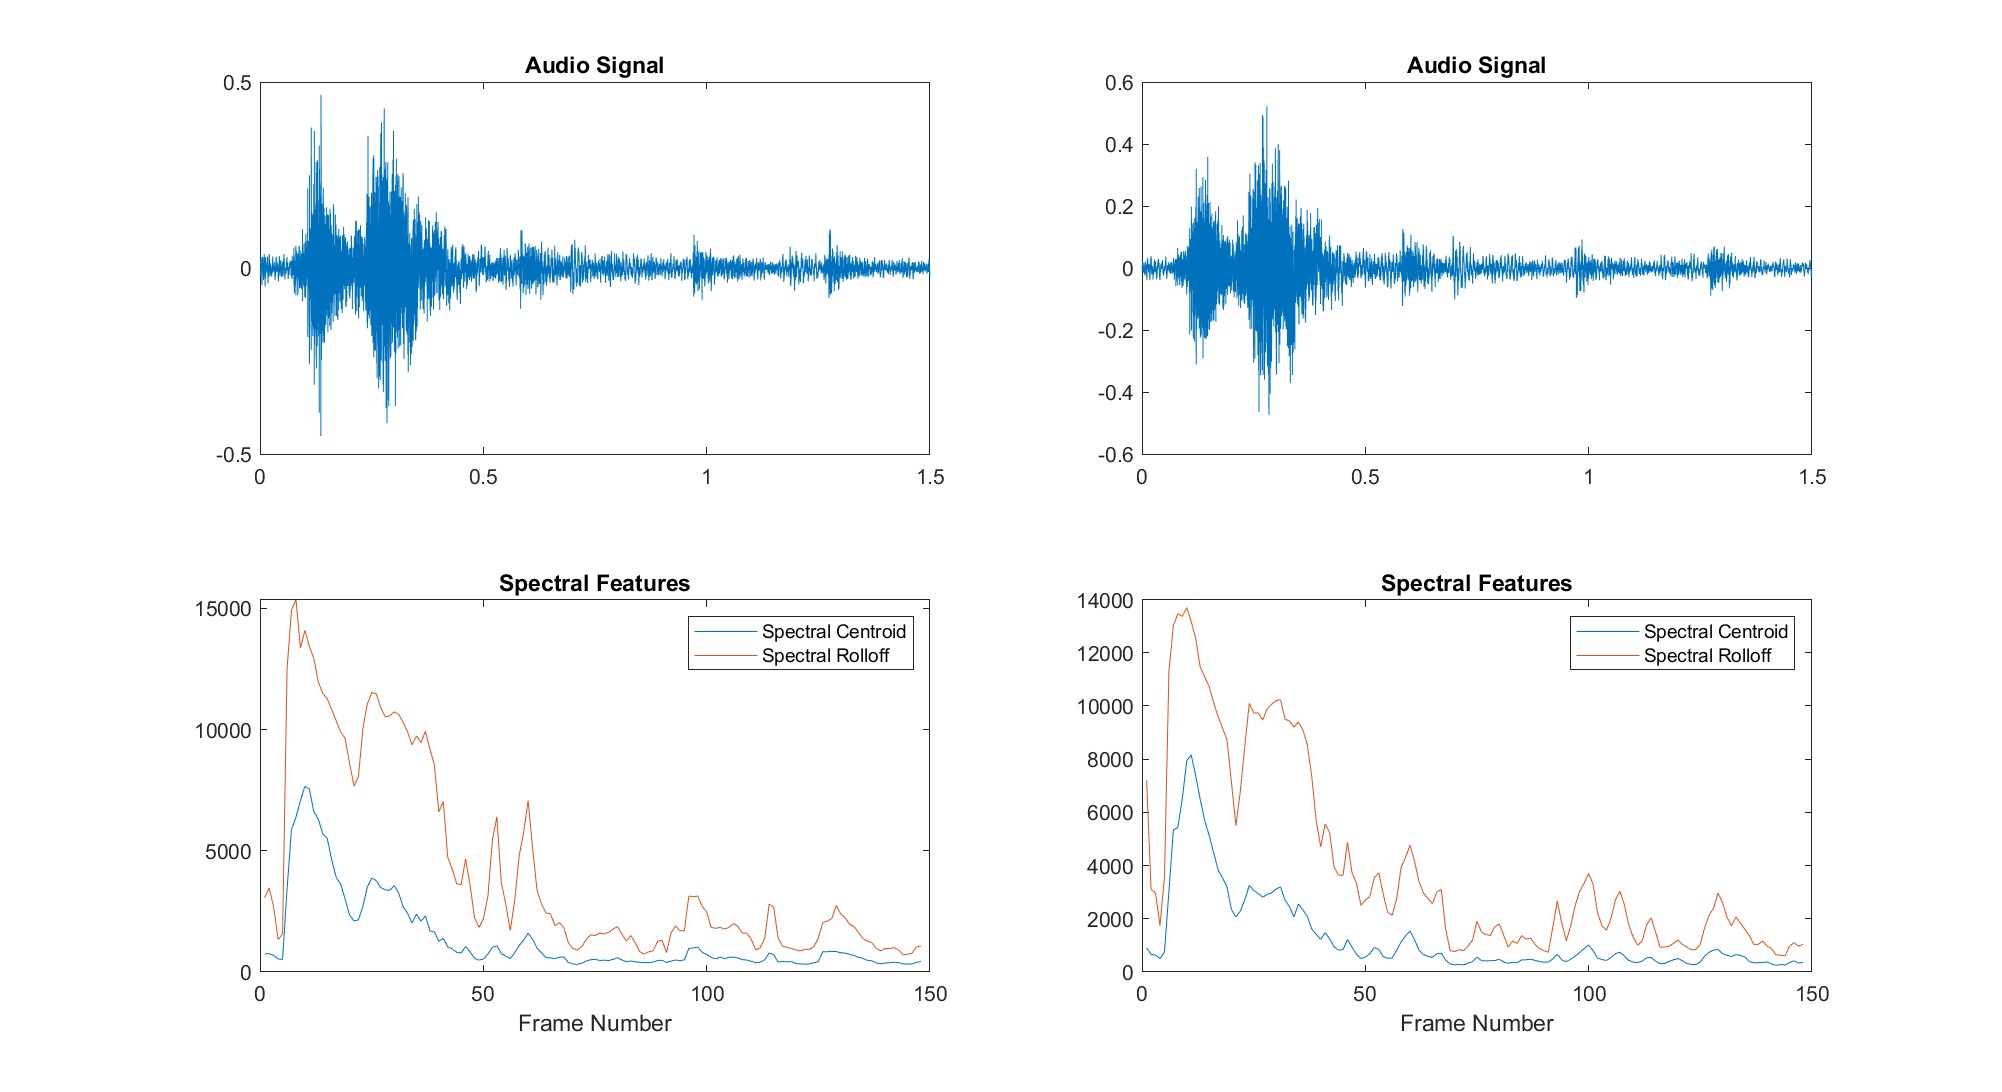 Audio Signal
0.5
0
-0.5
0 0.5 1 1.5
Audio Signal
0.6
0.4
0.2
0
-0.2
-0.4
-0.6
0 0.5 1 1.5
Spectral Features
15000
10000
5000
0
Spectral Centroid
Spectral Rolloff
0 50 100 150
Frame Number
Spectral Features
14000
12000
10000
8000
6000
4000
2000
0
Spectral Centroid
Spectral Rolloff
0 50 100 150
Frame Number